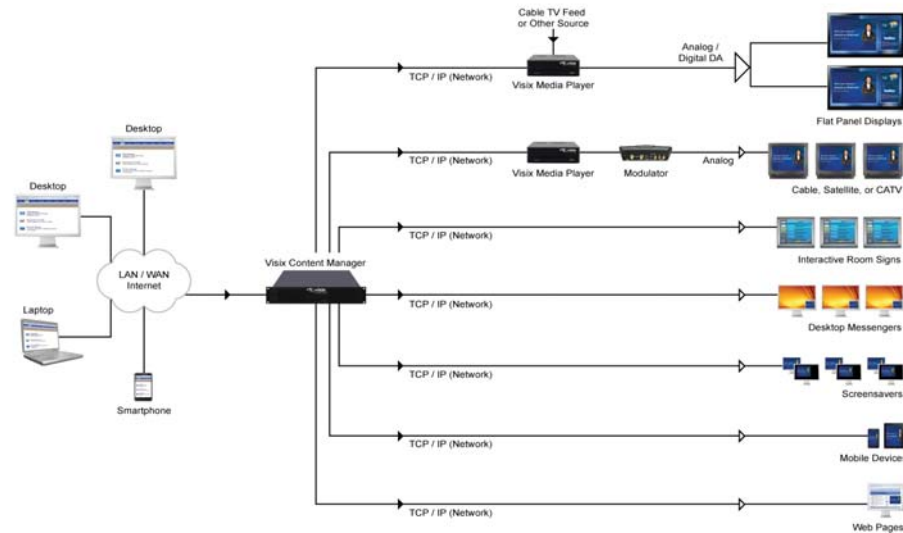 Cable TV Feed
or Other Source
Analog /
Digital DA
TCP / IP (Network)
Visix Media Player
Flat Panel Displays
Desktop
TCP / IP (Network)
Visix Media Player
Modulator
Analog
Cable, Satellite, or CATV
Desktop
LAN / WAN
Internet
Visix Content Manager
TCP / IP (Network)
Interactive Room Signs
Laptop
TCP / IP (Network)
Desktop Messengers
Smartphone
TCP / IP (Network)
Screensavers
TCP / IP (Network)
Mobile Devices
TCP / IP (Network)
Web Pages